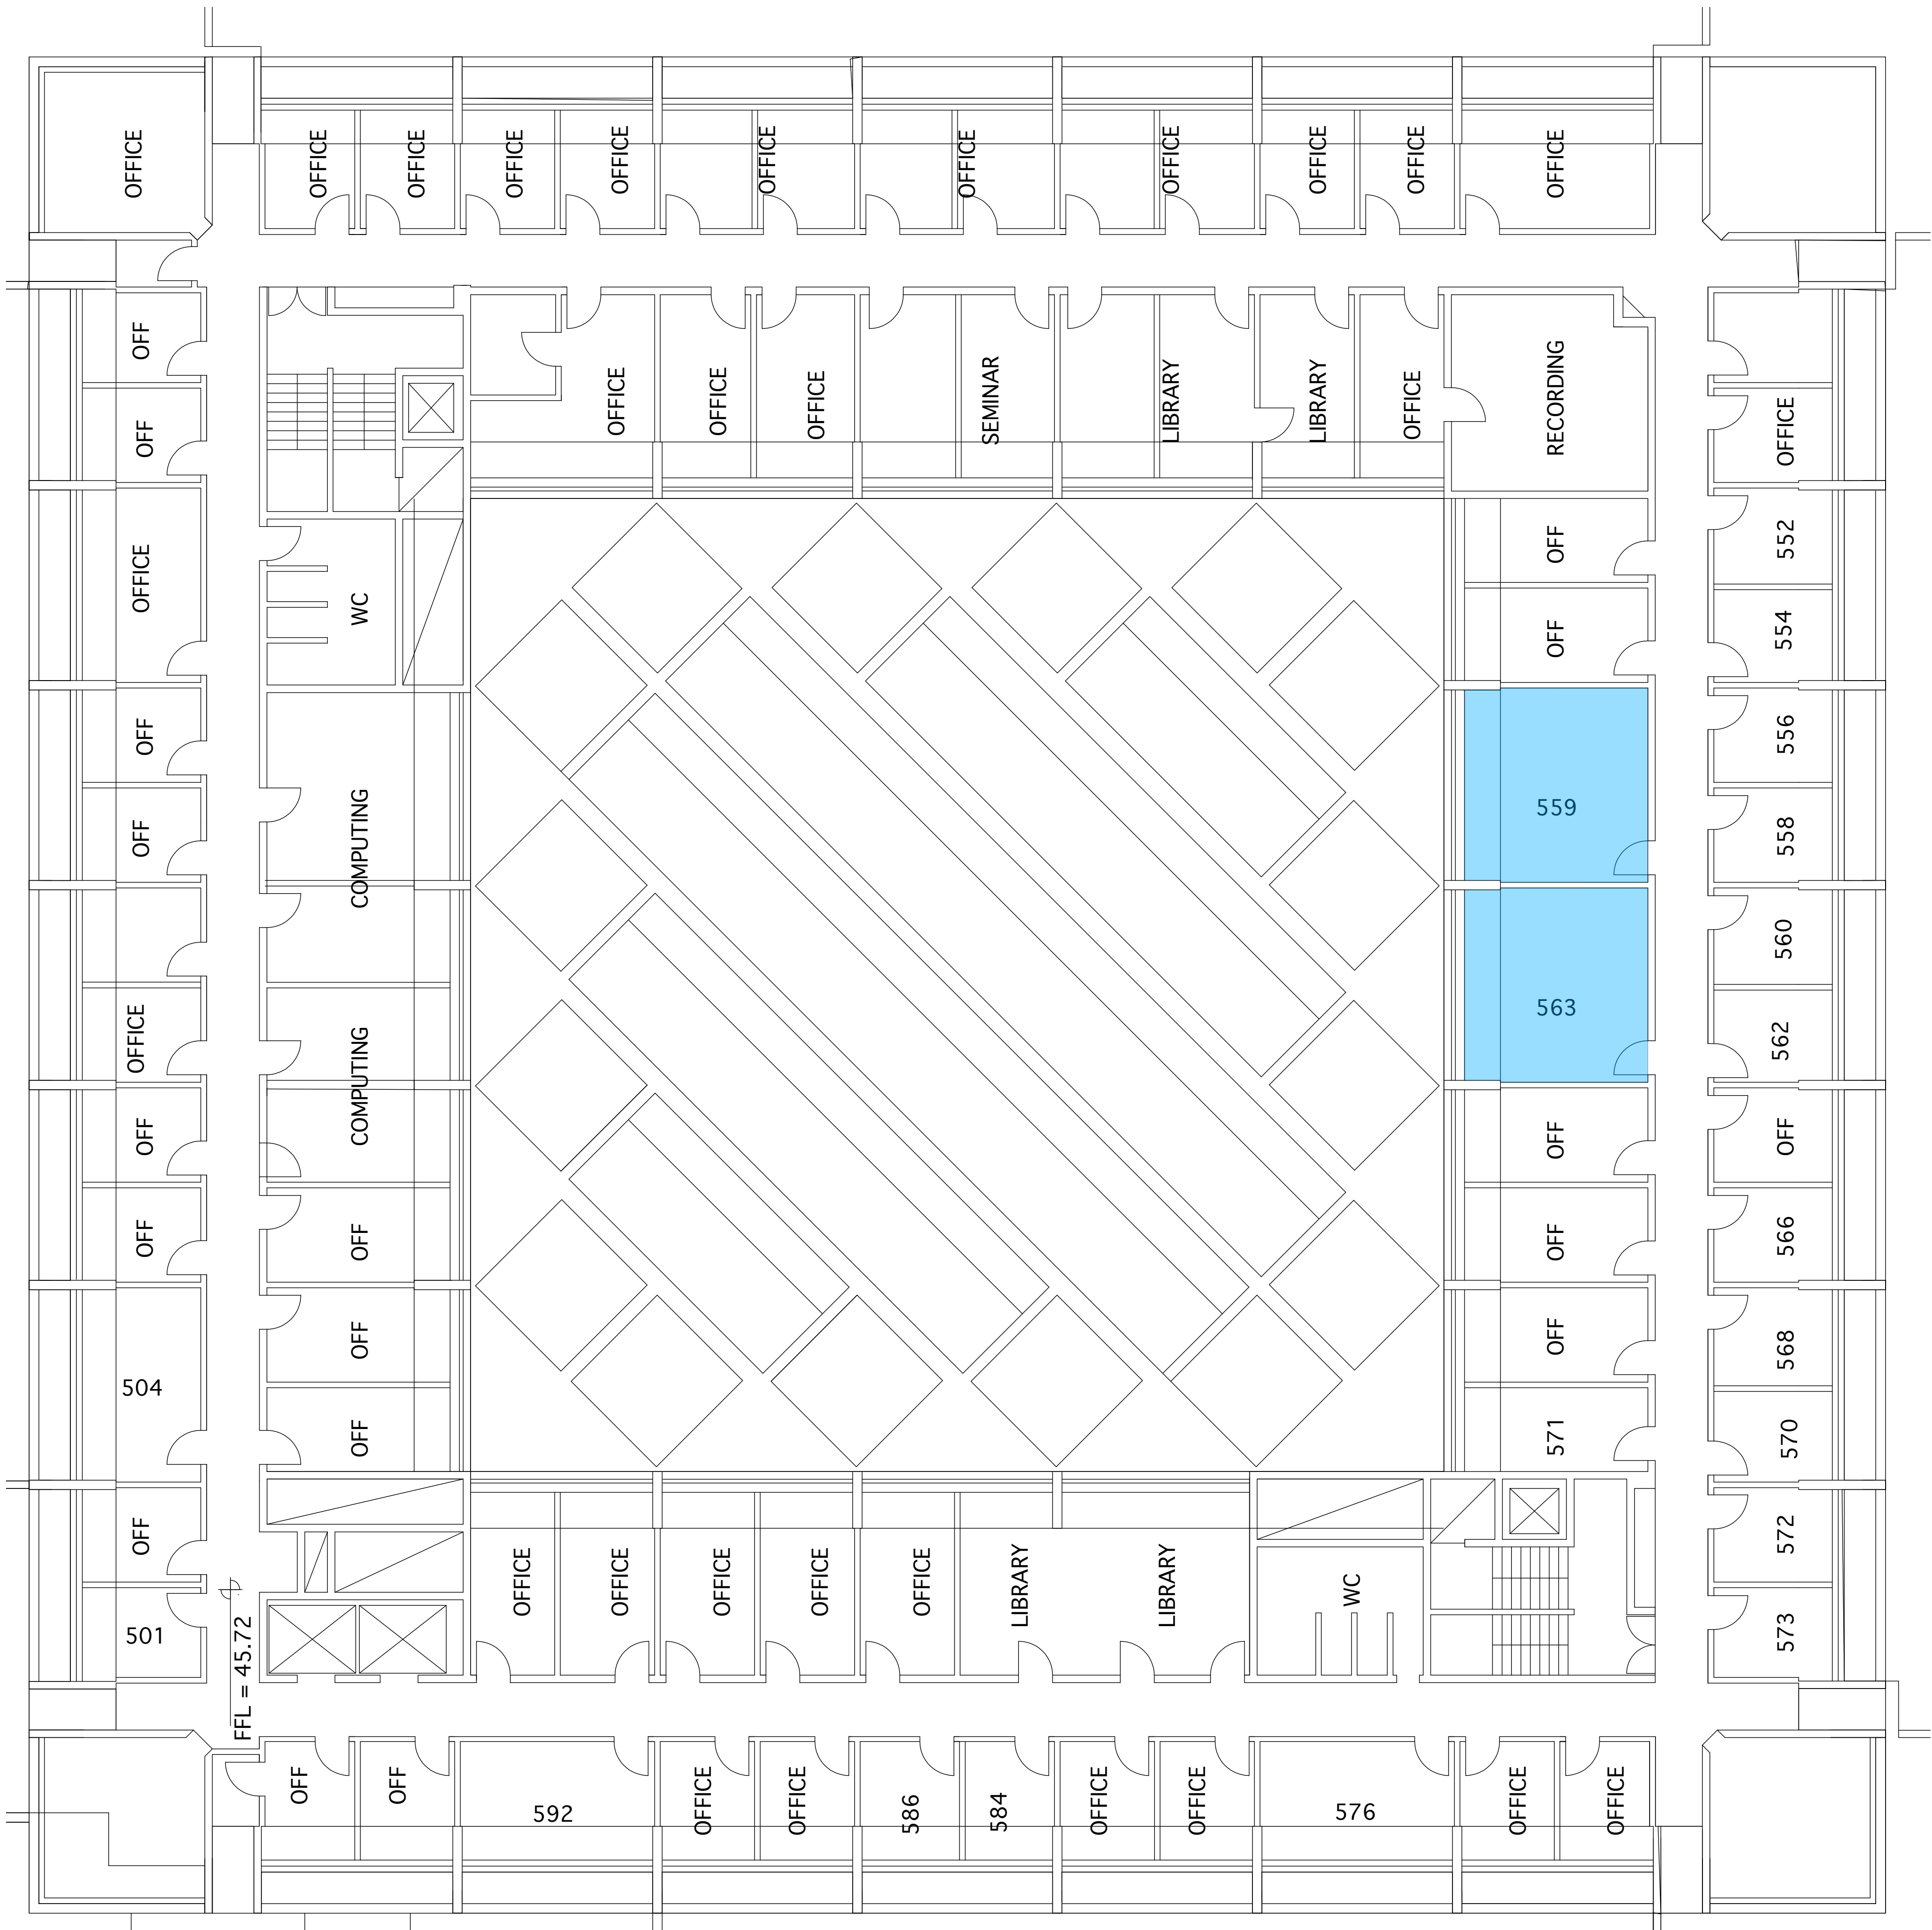 OFFICE
OFFICE
OFFICE
OFFICE
OFFICE
OFFICE
OFFICE
OFFICE
OFFICE
OFFICE
OFFICE
OFF
OFFICE
OFFICE
OFFICE
SEMINAR
LIBRARY
LIBRARY
OFFICE
RECORDING
OFF
OFFICE
OFFICE
WC
OFF
552
OFF
554
OFF
556
OFF
COMPUTING
559
558
560
OFFICE
COMPUTING
563
562
OFF
OFF
OFF
OFF
OFF
OFF
566
504
OFF
OFF
568
OFF
571
570
OFF
OFFICE
OFFICE
OFFICE
OFFICE
OFFICE
LIBRARY
LIBRARY
WC
572
501
FFL = 45.72
573
OFF
OFF
592
OFFICE
OFFICE
586
584
OFFICE
OFFICE
576
OFFICE
OFFICE